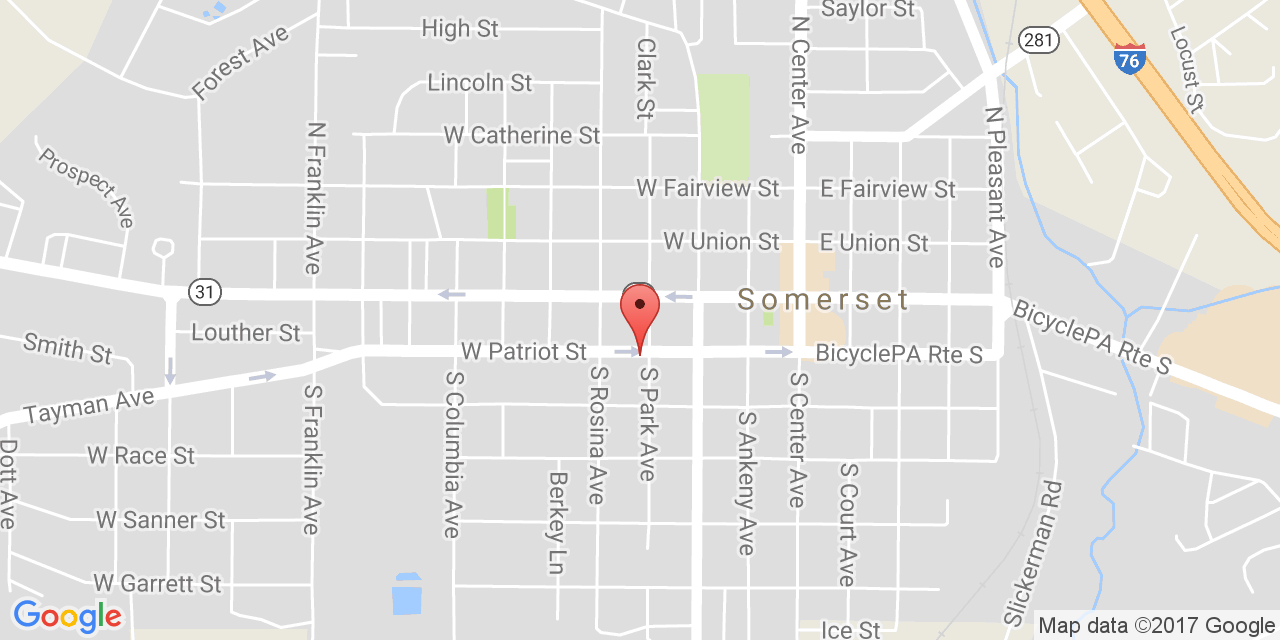 Saylor St
High St
Forest Ave
Clark St
N Center Ave
281
76
Locust St
Lincoln St
W Catherine St
N Franklin Ave
N Pleasant Ave
Prospect Ave
W Fairview St
E Fairview St
W Union St
E Union St
31
Somerset
Louther St
Smith St
W Patriot St
BicyclePA Rte S
BicyclePA Rte S
Tayman Ave
S Franklin Ave
S Columbia Ave
S Rosina Ave
S Park Ave
S Ankeny Ave
S Center Ave
Dott Ave
W Race St
Berkey Ln
S Court Ave
Slickerman Rd
W Sanner St
W Garrett St
Google
Ice St
Map data ©2017 Google